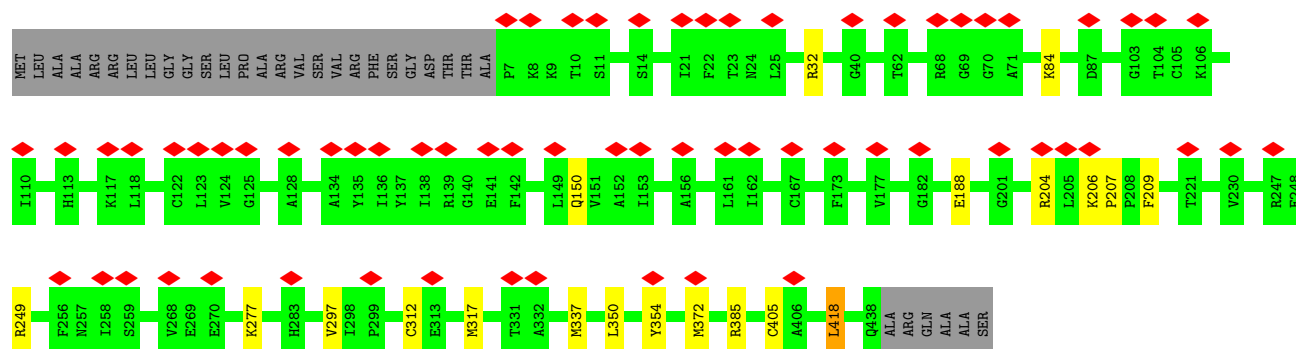 MET LEU ALA ALA ARG ARG LEU LEU GLY GLY SER LEU PRO ALA ARG VAL SER VAL ARG PHE SER GLY ASP THR THR ALA P7 K8 K9 T10 S11 S14 I21 F22 T23 N24 L25 R32 G40 T62 R68 G69 G70 A71 K84 D87 G103 T104 C105 K106
I110 H113 K117 L118 C122 L123 V124 G125 A128 A134 Y135 I136 Y137 I138 R139 G140 E141 F142 L149 Q150 V151 A152 I153 A156 L161 I162 C167 F173 V177 G182 E188 G201 R204 L205 K206 P207 P208 F209 T221 V230 R247 E248
R249 F256 N257 I258 S259 V268 E269 E270 K277 H283 V297 I298 P299 C312 E313 M317 T331 A332 M337 L350 Y354 M372 R385 C405 A406 L418 Q438 ALA ARG GLN ALA ALA SER